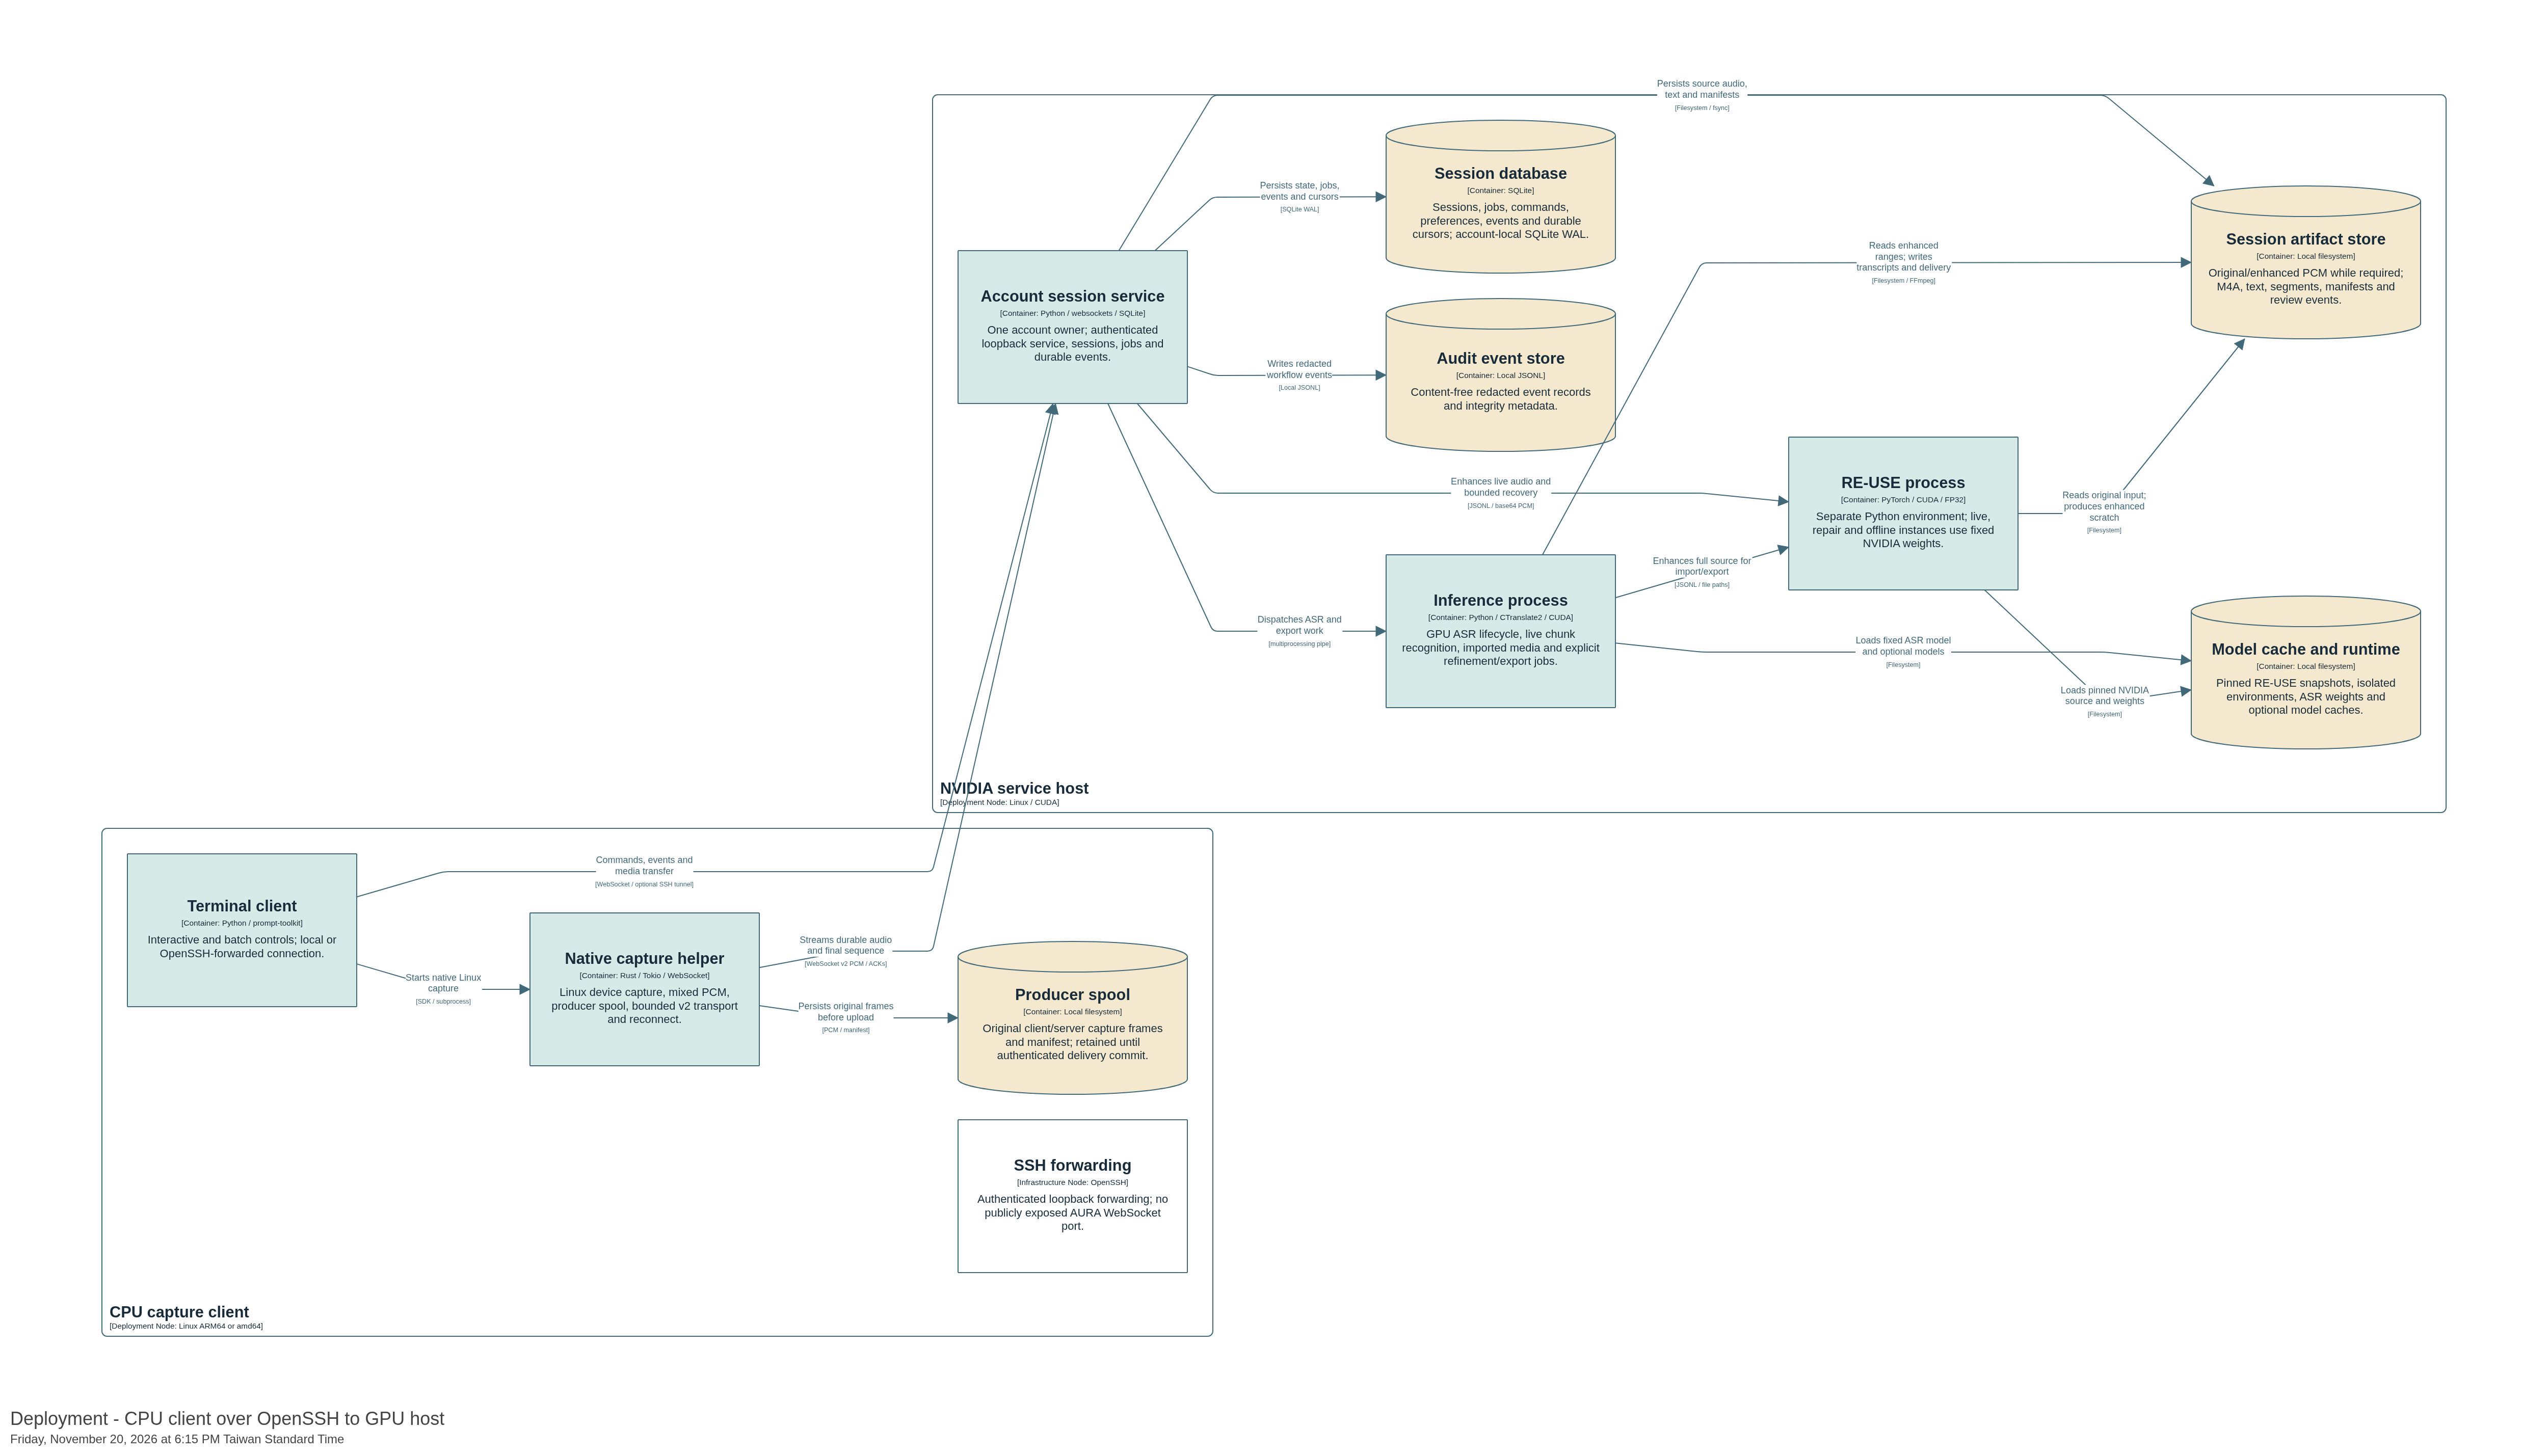 Persists source audio,
text and manifests
[Filesystem / fsync]
Session database
[Container: SQLite]
Sessions, jobs, commands,
preferences, events and durable
cursors; account-local SQLite WAL.
Persists state, jobs,
events and cursors
[SQLite WAL]
Session artifact store
[Container: Local filesystem]
Original/enhanced PCM while required;
M4A, text, segments, manifests and
review events.
Reads enhanced
ranges; writes
transcripts and delivery
[Filesystem / FFmpeg]
Account session service
[Container: Python / websockets / SQLite]
One account owner; authenticated
loopback service, sessions, jobs and
durable events.
Writes redacted
workflow events
[Local JSONL]
Audit event store
[Container: Local JSONL]
Content-free redacted event records
and integrity metadata.
Enhances live audio and
bounded recovery
[JSONL / base64 PCM]
RE-USE process
[Container: PyTorch / CUDA / FP32]
Separate Python environment; live,
repair and offline instances use fixed
NVIDIA weights.
Reads original input;
produces enhanced
scratch
[Filesystem]
Enhances full source for
import/export
[JSONL / file paths]
Dispatches ASR and
export work
[multiprocessing pipe]
Inference process
[Container: Python / CTranslate2 / CUDA]
GPU ASR lifecycle, live chunk
recognition, imported media and explicit
refinement/export jobs.
Loads fixed ASR model
and optional models
[Filesystem]
Loads pinned NVIDIA
source and weights
[Filesystem]
Model cache and runtime
[Container: Local filesystem]
Pinned RE-USE snapshots, isolated
environments, ASR weights and
optional model caches.
NVIDIA service host
[Deployment Node: Linux / CUDA]
Terminal client
[Container: Python / prompt-toolkit]
Interactive and batch controls; local or
OpenSSH-forwarded connection.
Commands, events and
media transfer
[WebSocket / optional SSH tunnel]
Starts native Linux
capture
[SDK / subprocess]
Native capture helper
[Container: Rust / Tokio / WebSocket]
Linux device capture, mixed PCM,
producer spool, bounded v2 transport
and reconnect.
Streams durable audio
and final sequence
[WebSocket v2 PCM / ACKs]
Persists original frames
before upload
[PCM / manifest]
Producer spool
[Container: Local filesystem]
Original client/server capture frames
and manifest; retained until
authenticated delivery commit.
SSH forwarding
[Infrastructure Node: OpenSSH]
Authenticated loopback forwarding; no
publicly exposed AURA WebSocket
port.
CPU capture client
[Deployment Node: Linux ARM64 or amd64]
Deployment - CPU client over OpenSSH to GPU host
Friday, November 20, 2026 at 6:15 PM Taiwan Standard Time